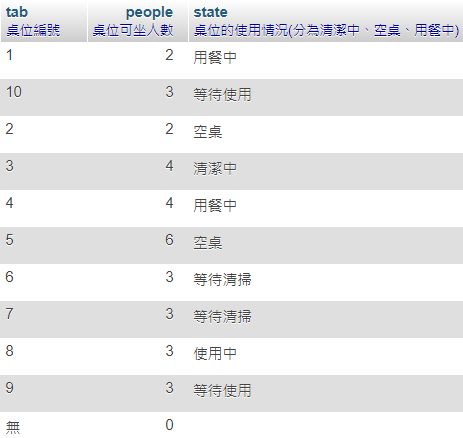 tab people state
桌位編號 桌位可坐人數 桌位的使用情況(分為清潔中、空桌、用餐中)
1 2 用餐中
10 3 等待使用
2 2 空桌
3 4 清潔中
4 4 用餐中
5 6 空桌
6 3 等待清掃
7 3 等待清掃
8 3 使用中
9 3 等待使用
無 0